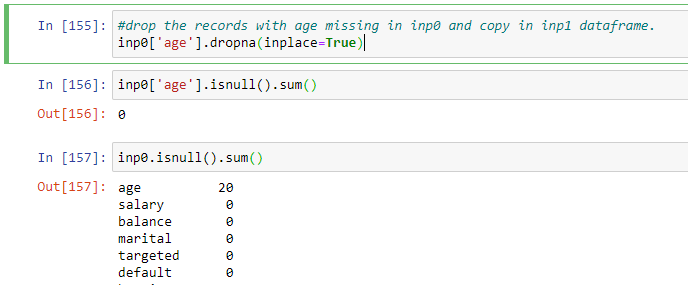 In [155]: #drop the records with age missing in inp0 and copy in inp1 dataframe.
inp0['age'].dropna(inplace=True)
In [156]: inp0['age'].isnull().sum()
Out[156]: 0
In [157]: inp0.isnull().sum()
Out[157]: age 20
salary 0
balance 0
marital 0
targeted 0
default 0